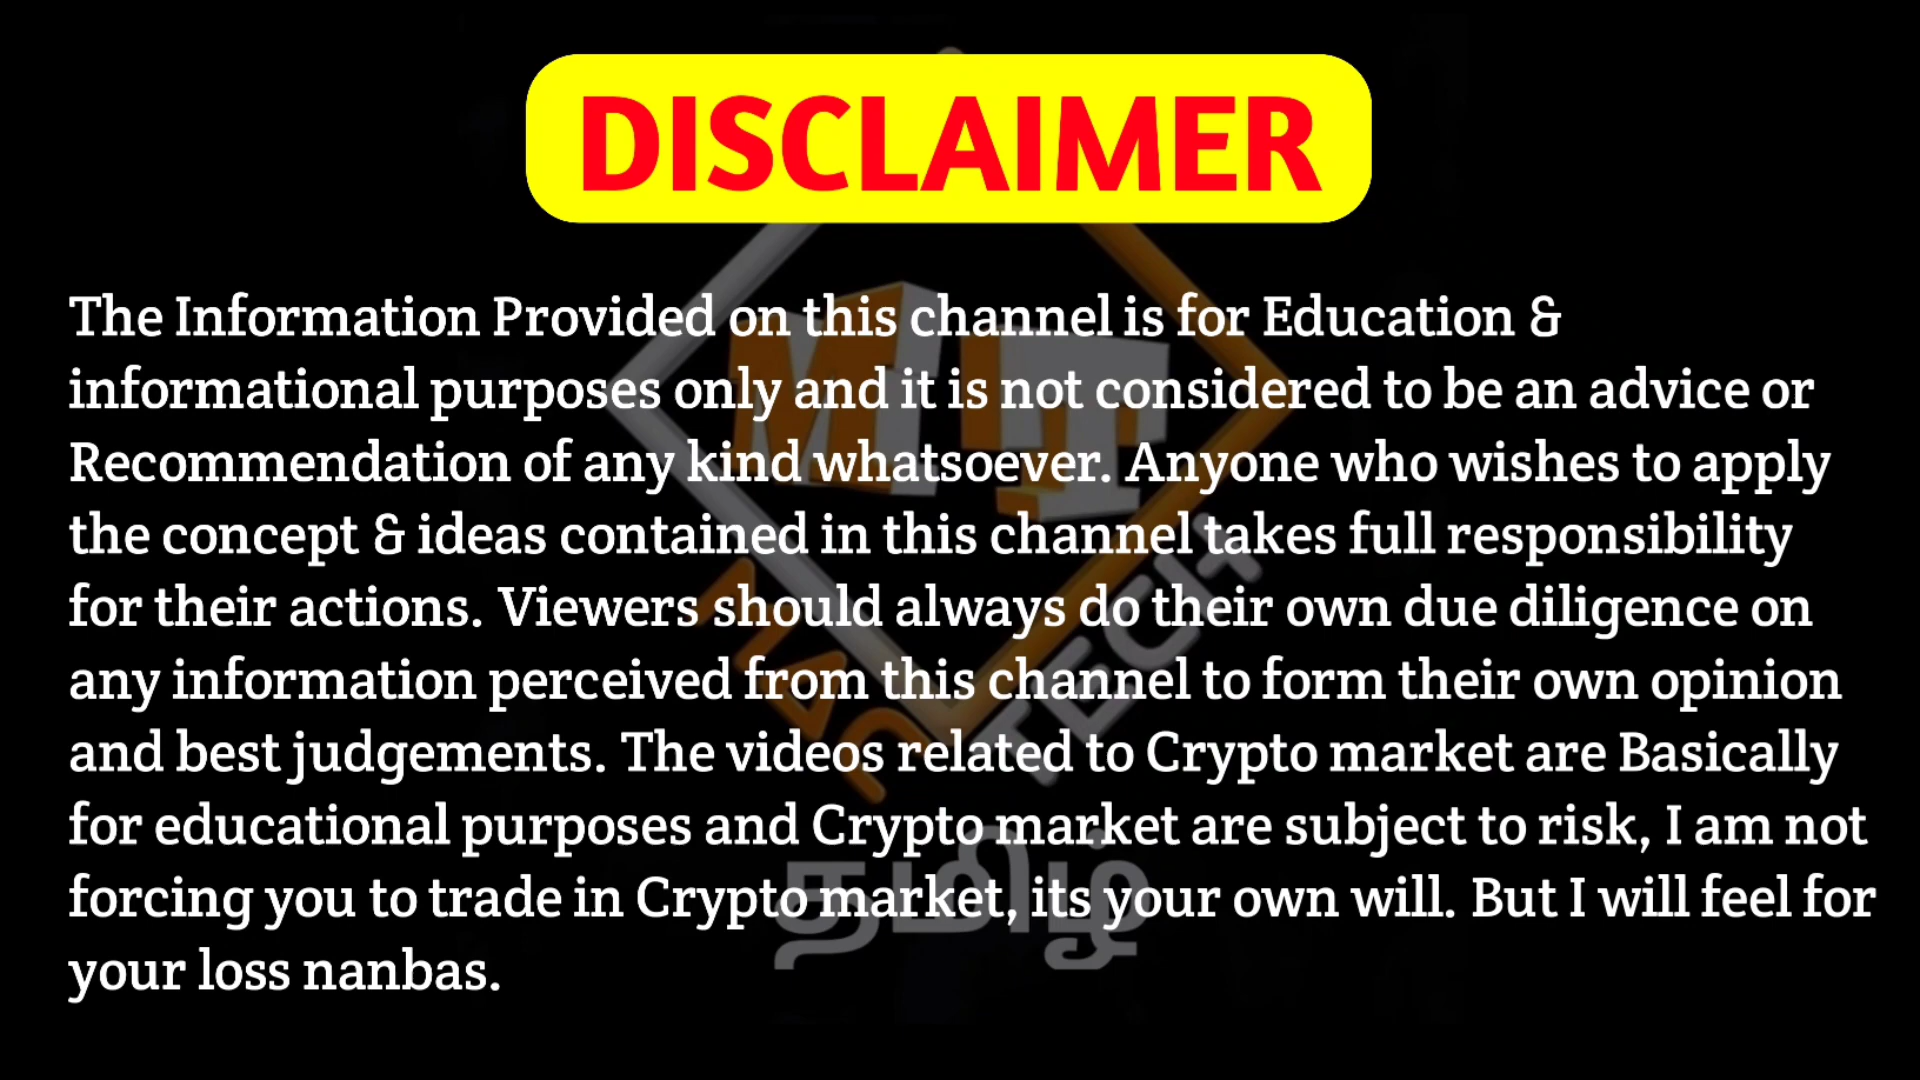 DISCLAIMER
The Information Provided on this channel is for Education &
informational purposes only and it is not considered to be an advice or
Recommendation of any kind whatsoever. Anyone who wishes to apply
the concept & ideas contained in this channel takes full responsibility
for their actions. Viewers should always do their own due diligence on
any information perceived from this channel to form their own opinion
and best judgements. The videos related to Crypto market are Basically
for educational purposes and Crypto market are subject to risk, I am not
forcing you to trade in Crypto market, its your own will. But I will feel for
your loss nanbas.
MT
TECH
தமிழ்